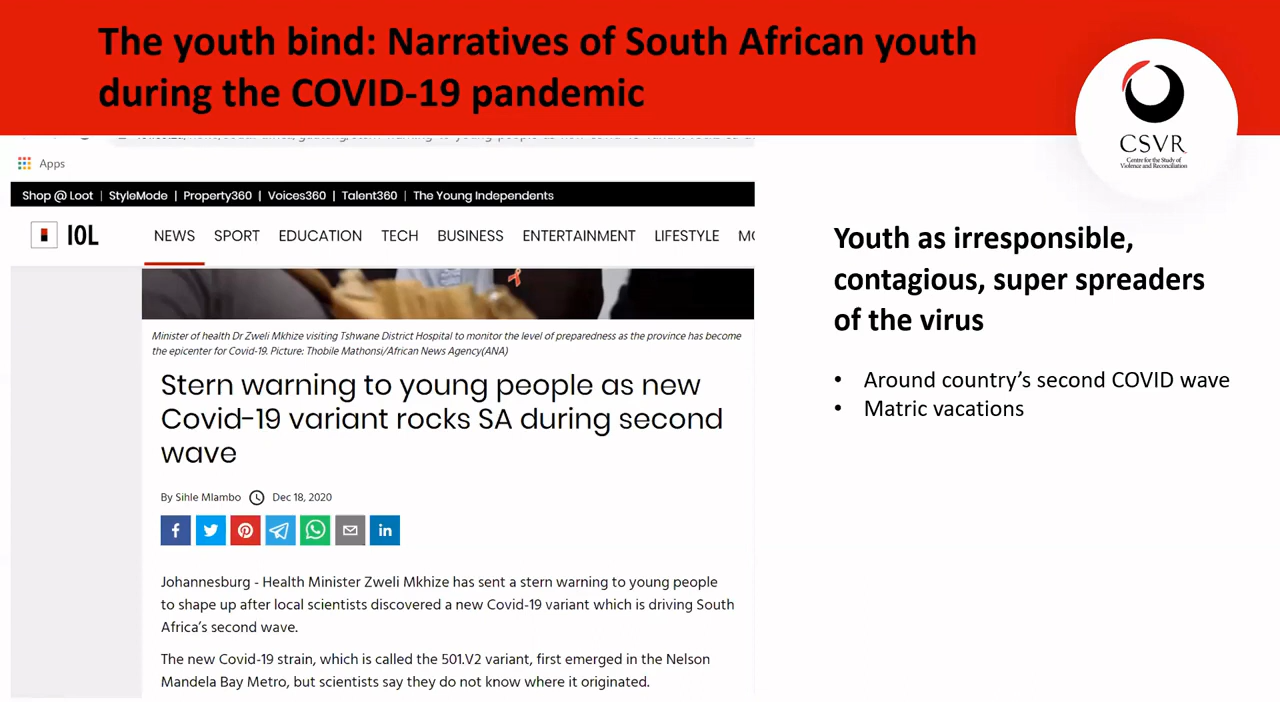 The youth bind: Narratives of South African youth
during the COVID-19 pandemic
CSVR
Centre for the Study of
Violence and Reconciliation
Apps
Shop @ Loot | StyleMode | Property360 | Voices360 | Talent360 | The Young Independents
IOL
NEWS SPORT EDUCATION TECH BUSINESS ENTERTAINMENT LIFESTYLE
Minister of health Dr Zweli Mkhize visiting Tshwane District Hospital to monitor the level of preparedness as the province has become
the epicenter for Covid-19. Picture: Thobile Mathonsi/African News Agency(ANA)
Stern warning to young people as new
Covid-19 variant rocks SA during second
wave
By Sihle Mlambo Dec 18, 2020
Johannesburg - Health Minister Zweli Mkhize has sent a stern warning to young people
to shape up after local scientists discovered a new Covid-19 variant which is driving South
Africa's second wave.
The new Covid-19 strain, which is called the 501.V2 variant, first emerged in the Nelson
Mandela Bay Metro, but scientists say they do not know where it originated.
Youth as irresponsible,
contagious, super spreaders
of the virus
• Around country's second COVID wave
• Matric vacations